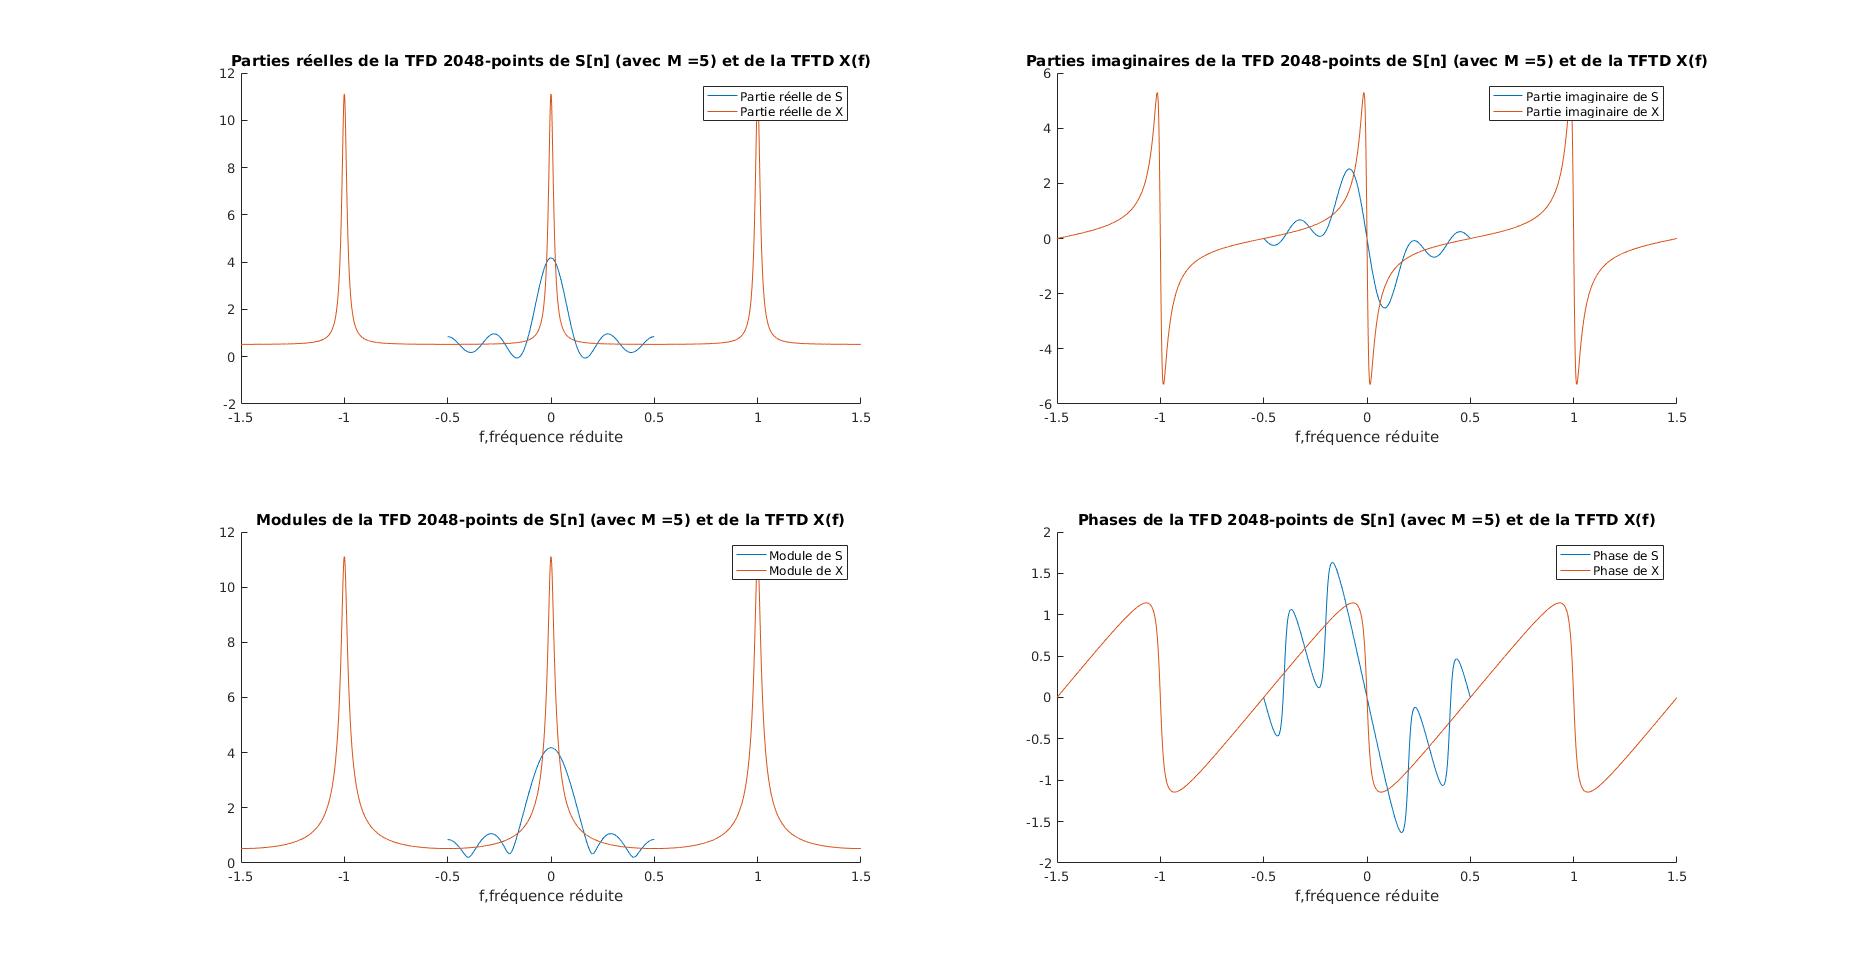 Parties réelles de la TFD 2048-points de S[n] (avec M =5) et de la TFTD X(f)
12
10
8
6
4
2
0
-2
-1.5 -1 -0.5 0 0.5 1 1.5
f,fréquence réduite
Partie réelle de S
Partie réelle de X
Parties imaginaires de la TFD 2048-points de S[n] (avec M =5) et de la TFTD X(f)
6
4
2
0
-2
-4
-6
-1.5 -1 -0.5 0 0.5 1 1.5
f,fréquence réduite
Partie imaginaire de S
Partie imaginaire de X
Modules de la TFD 2048-points de S[n] (avec M =5) et de la TFTD X(f)
12
10
8
6
4
2
0
-1.5 -1 -0.5 0 0.5 1 1.5
f,fréquence réduite
Module de S
Module de X
Phases de la TFD 2048-points de S[n] (avec M =5) et de la TFTD X(f)
2
1.5
1
0.5
0
-0.5
-1
-1.5
-2
-1.5 -1 -0.5 0 0.5 1 1.5
f,fréquence réduite
Phase de S
Phase de X